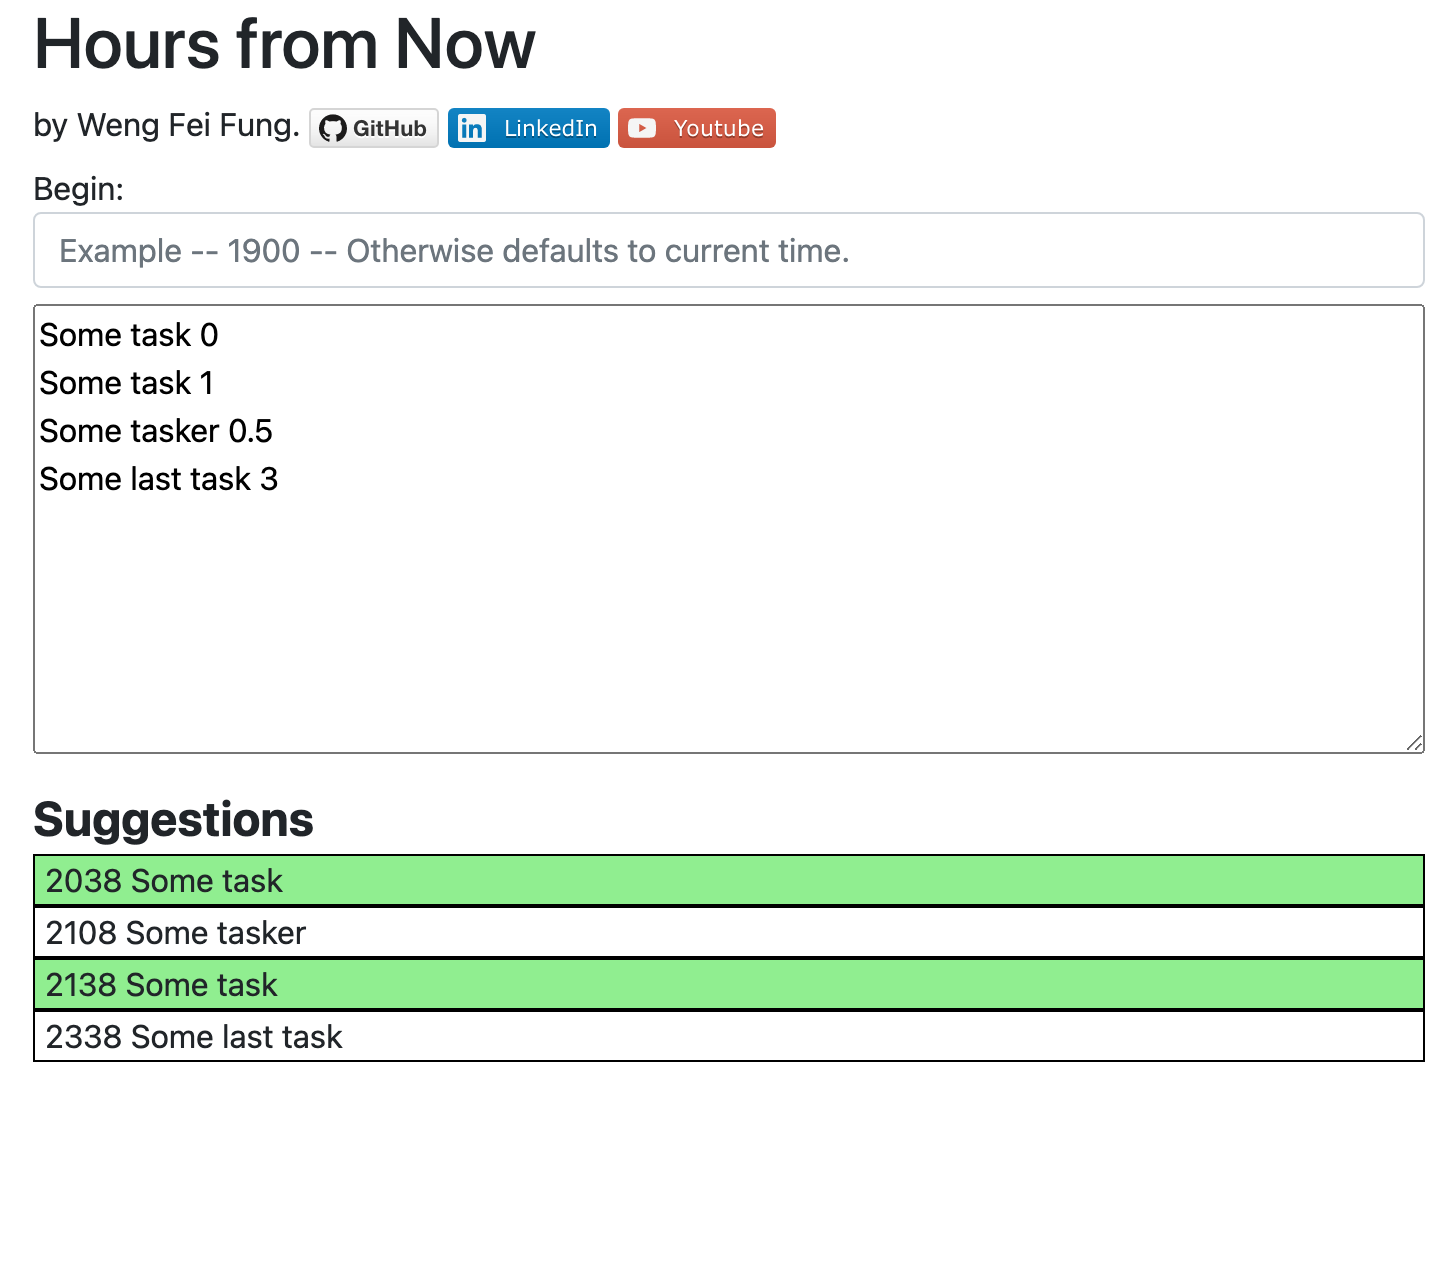 Hours from Now
by Weng Fei Fung. GitHub LinkedIn Youtube
Begin:
Example -- 1900 -- Otherwise defaults to current time.
Some task 0
Some task 1
Some tasker 0.5
Some last task 3
Suggestions
2038 Some task
2108 Some tasker
2138 Some task
2338 Some last task